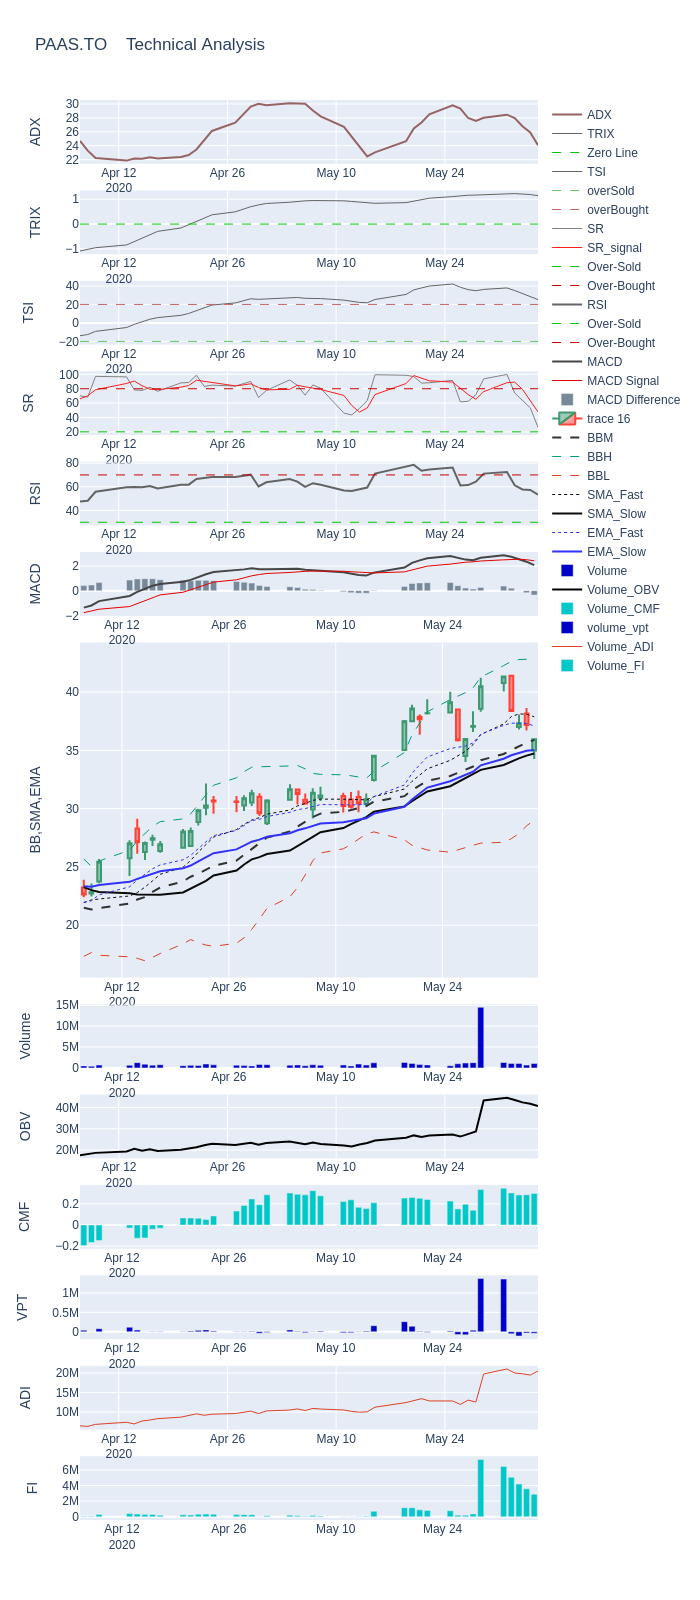 PAAS.TO    Technical Analysis
ADX
30
28
26
24
22
Apr 12
2020
Apr 26
May 10
May 24
TRIX
1
0
−1
Apr 12
2020
Apr 26
May 10
May 24
TSI
40
20
0
−20
Apr 12
2020
Apr 26
May 10
May 24
SR
100
80
60
40
20
Apr 12
2020
Apr 26
May 10
May 24
RSI
80
60
40
Apr 12
2020
Apr 26
May 10
May 24
MACD
2
0
−2
Apr 12
2020
Apr 26
May 10
May 24
BB,SMA,EMA
40
35
30
25
20
Apr 12
2020
Apr 26
May 10
May 24
Volume
15M
10M
5M
0
Apr 12
2020
Apr 26
May 10
May 24
OBV
40M
30M
20M
Apr 12
2020
Apr 26
May 10
May 24
CMF
0.2
0
−0.2
Apr 12
2020
Apr 26
May 10
May 24
VPT
1M
0.5M
0
Apr 12
2020
Apr 26
May 10
May 24
ADI
20M
15M
10M
Apr 12
2020
Apr 26
May 10
May 24
FI
6M
4M
2M
0
Apr 12
2020
Apr 26
May 10
May 24
ADX
TRIX
Zero Line
TSI
overSold
overBought
SR
SR_signal
Over-Sold
Over-Bought
RSI
Over-Sold
Over-Bought
MACD
MACD Signal
MACD Difference
trace 16
BBM
BBH
BBL
SMA_Fast
SMA_Slow
EMA_Fast
EMA_Slow
Volume
Volume_OBV
Volume_CMF
volume_vpt
Volume_ADI
Volume_FI